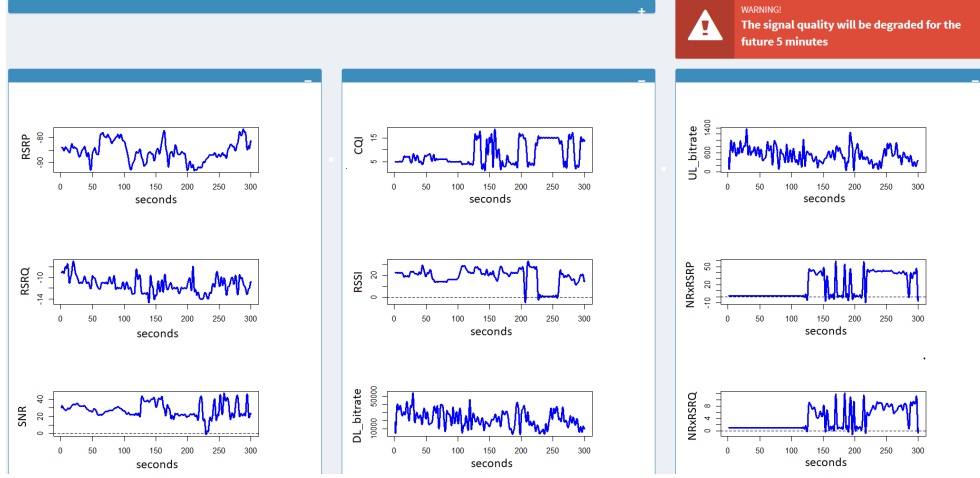 WARNING!
The signal quality will be degraded for the
future 5 minutes
RSRP
-80
-90
0 50 100 150 200 250 300
seconds
CQI
15
5
0 50 100 150 200 250 300
seconds
UL_bitrate
1400
600
0
0 50 100 150 200 250 300
seconds
RSRQ
-10
-14
0 50 100 150 200 250 300
seconds
RSSI
20
0
0 50 100 150 200 250 300
seconds
NRxRSRP
50
20
-10
0 50 100 150 200 250 300
seconds
SNR
40
20
0
0 50 100 150 200 250 300
seconds
DL_bitrate
50000
10000
0 50 100 150 200 250 300
seconds
NRxRSRQ
8
4
0
0 50 100 150 200 250 300
seconds